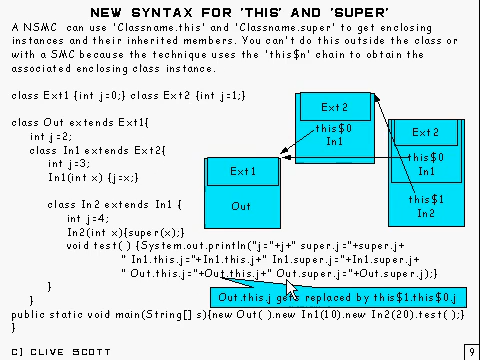 NEW SYNTAX FOR 'THIS' AND 'SUPER'
A NSMC can use 'Classname.this' and 'Classname.super' to get enclosing
instances and their inherited members. You can't do this outside the class or
with a SMC because the technique uses the 'this$n' chain to obtain the
associated enclosing class instance.
class Ext1 {int j=0;} class Ext2 {int j=1;}
class Out extends Ext1{
int j=2;
class In1 extends Ext2{
int j=3;
In1(int x) {j=x;}
class In2 extends In1 {
int j=4;
In2(int x){super(x);}
void test( ) {System.out.println("j="+j+" super.j="+super.j+
" In1.this.j="+In1.this.j+" In1.super.j="+In1.super.j+
" Out.this.j="+Out.this.j+" Out.super.j="+Out.super.j);}
}
}
public static void main(String[] s){new Out( ).new In1(10).new In2(20).test( );}
}
Ext1
Out
Ext2
this$0
In1
Ext2
this$0
In1
this$1
In2
Out.this.j gets replaced by this$1.this$0.j
C] CLIVE SCOTT
9